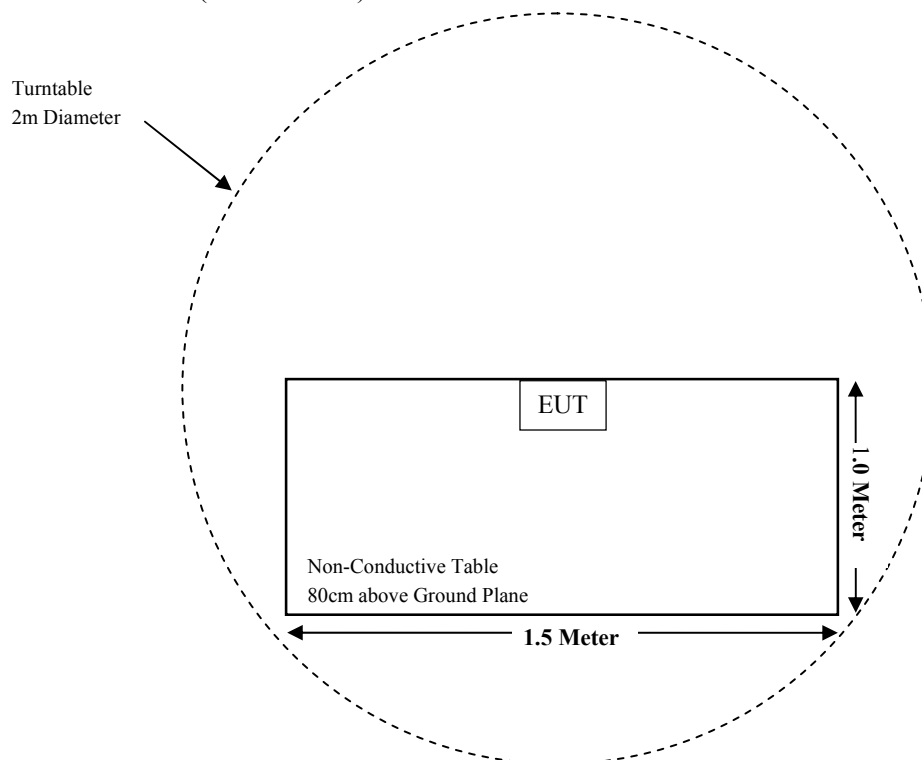 Turntable
2m Diameter
EUT
1.0 Meter
Non-Conductive Table
80cm above Ground Plane
1.5 Meter